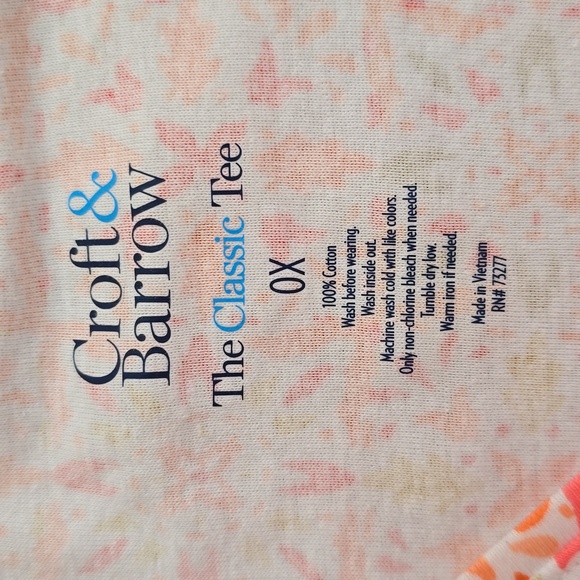 Croft &
Barrow
The Classic Tee
0X
100% Cotton
Wash before wearing.
Wash inside out.
Machine wash cold with like colors.
Only non-chlorine bleach when needed.
Tumble dry low.
Warm iron if needed.
Made in Vietnam
RN# 73277